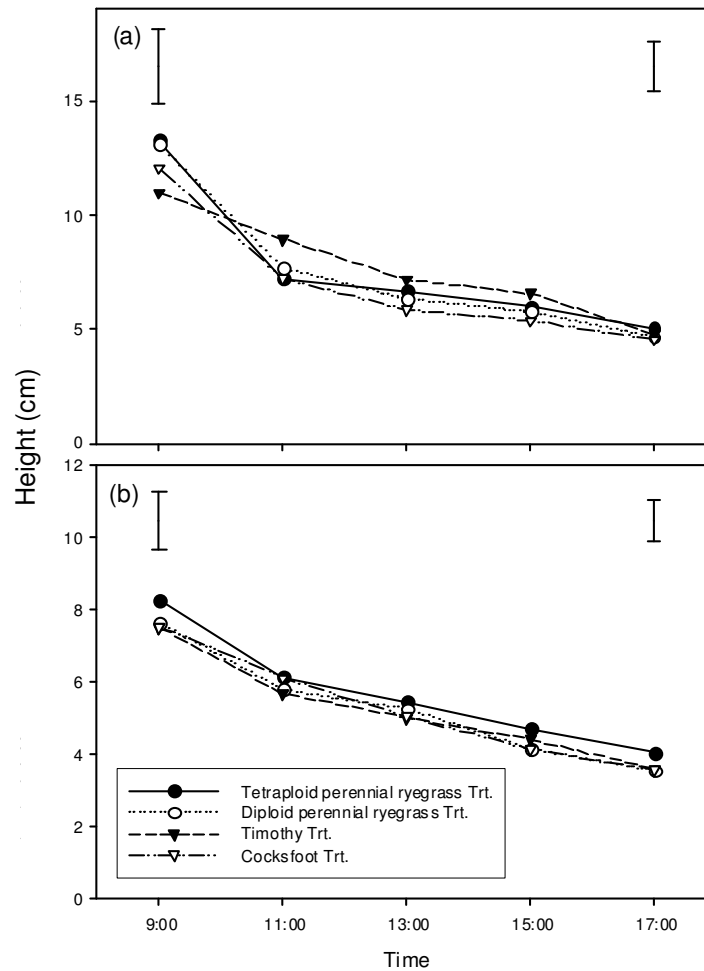 (a)
15
10
5
0
Height (cm)
12
(b)
10
8
6
4
2
0
Tetraploid perennial ryegrass Trt.
Diploid perennial ryegrass Trt.
Timothy Trt.
Cocksfoot Trt.
9:00 11:00 13:00 15:00 17:00
Time